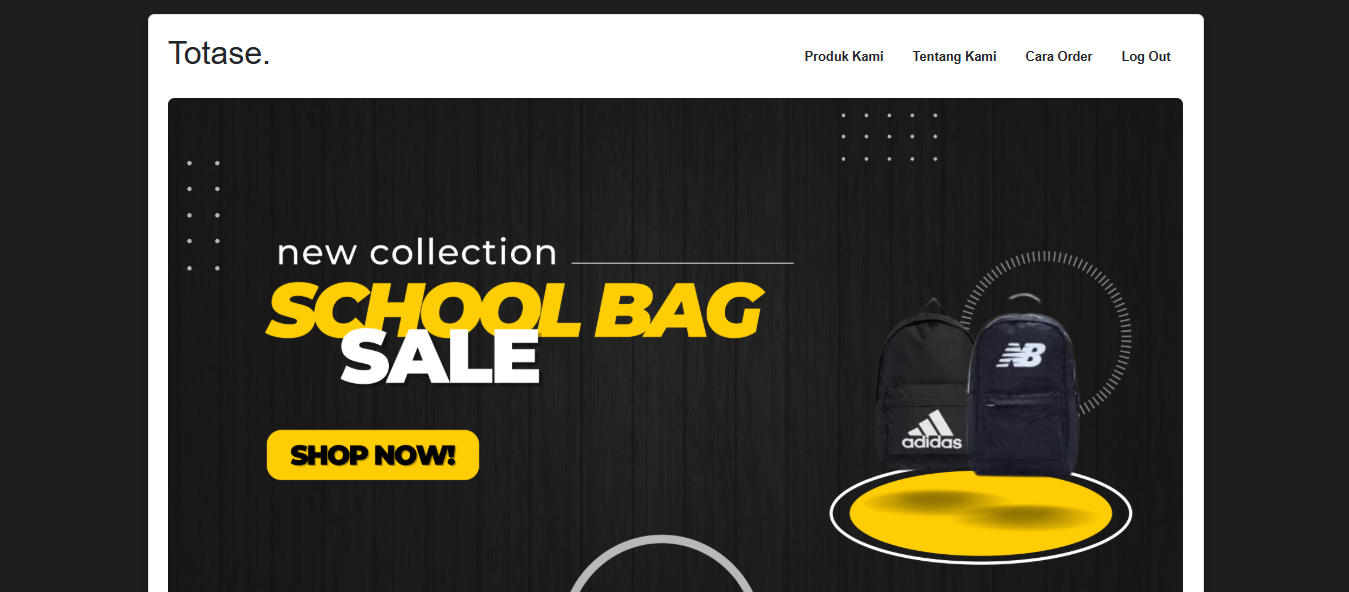 Totase.
Produk Kami
Tentang Kami
Cara Order
Log Out
new collection
SCHOOL BAG
SALE
SHOP NOW!
adidas
NB